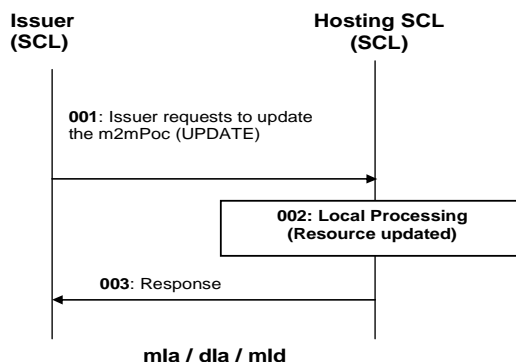 Issuer
(SCL)
Hosting SCL
(SCL)
001: Issuer requests to update
the m2mPoc (UPDATE)
002: Local Processing
(Resource updated)
003: Response
mIa / dIa / mId